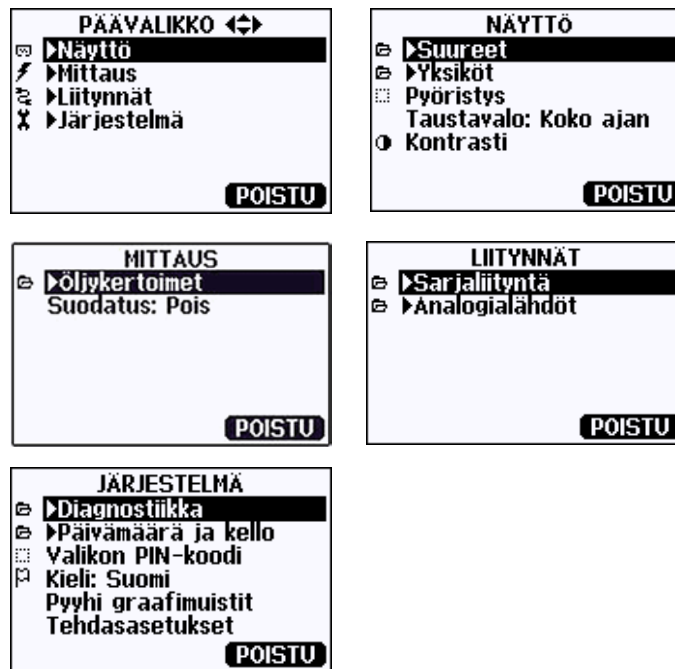 PÄÄVALIKKO
Näyttö
Mittaus
Liitynnät
Järjestelmä
POISTU
NÄYTTÖ
Suureet
Yksiköt
Pyöristys
Taustavalo: Koko ajan
Kontrasti
POISTU
MITTAUS
Öljykertoimet
Suodatus: Pois
POISTU
LIITYNNÄT
Sarjaliityntä
Analogialähdöt
POISTU
JÄRJESTELMÄ
Diagnostiikka
Päivämäärä ja kello
Valikon PIN-koodi
Kieli: Suomi
Pyyhi graafimuistit
Tehdasasetukset
POISTU